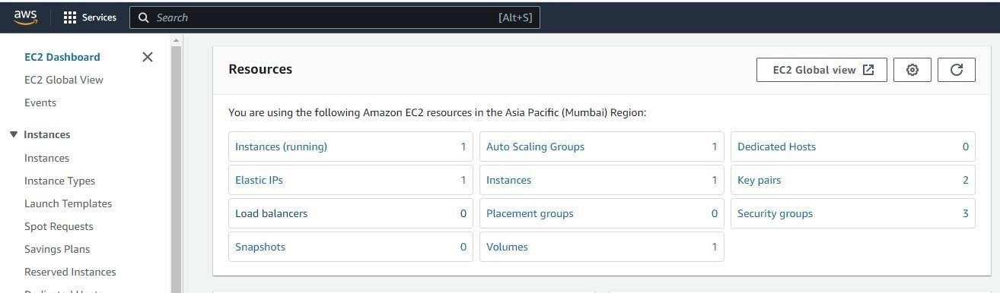 aws
Services
Search
[Alt+S]
EC2 Dashboard
EC2 Global View
Events
Instances
Instances
Instance Types
Launch Templates
Spot Requests
Savings Plans
Reserved Instances
Resources
EC2 Global view
You are using the following Amazon EC2 resources in the Asia Pacific (Mumbai) Region:
Instances (running) 1
Auto Scaling Groups 1
Dedicated Hosts 0
Elastic IPs 1
Instances 1
Key pairs 2
Load balancers 0
Placement groups 0
Security groups 3
Snapshots 0
Volumes 1